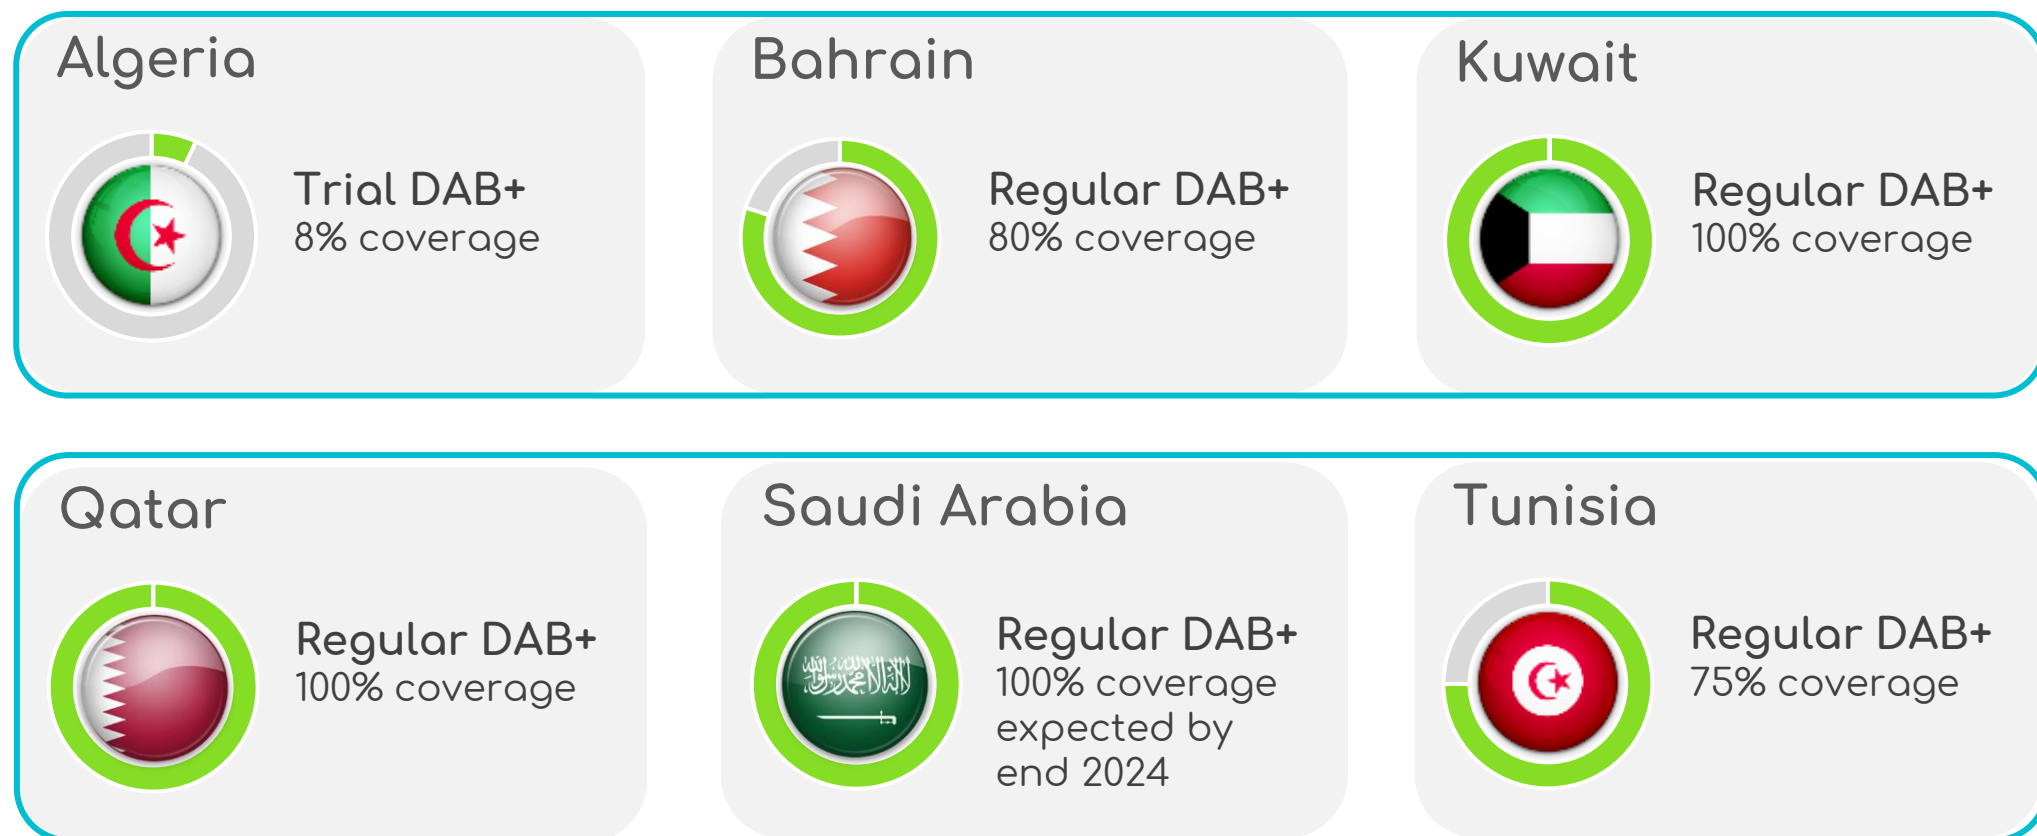 Algeria
Trial DAB+
8% coverage
Bahrain
Regular DAB+
80% coverage
Kuwait
Regular DAB+
100% coverage
Qatar
Regular DAB+
100% coverage
Saudi Arabia
Regular DAB+
100% coverage
expected by
end 2024
Tunisia
Regular DAB+
75% coverage